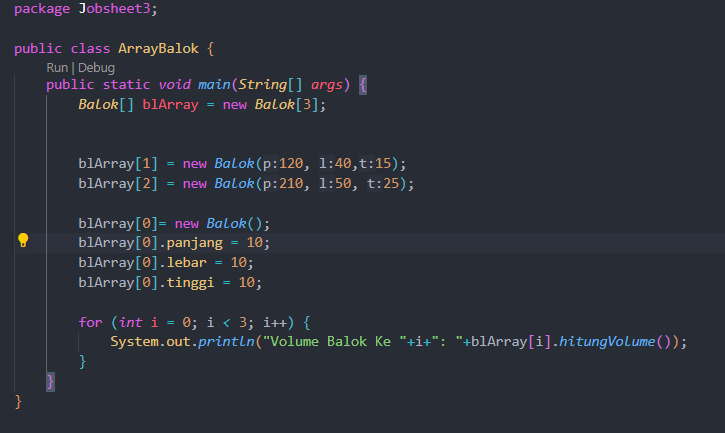 package Jobsheet3;
public class ArrayBalok {
Run | Debug
public static void main(String[] args) {
Balok[] blArray = new Balok[3];
blArray[1] = new Balok(p:120, l:40,t:15);
blArray[2] = new Balok(p:210, l:50, t:25);
blArray[0]= new Balok();
blArray[0].panjang = 10;
blArray[0].lebar = 10;
blArray[0].tinggi = 10;
for (int i = 0; i < 3; i++) {
System.out.println("Volume Balok Ke "+i+": "+blArray[i].hitungVolume());
}
}
}